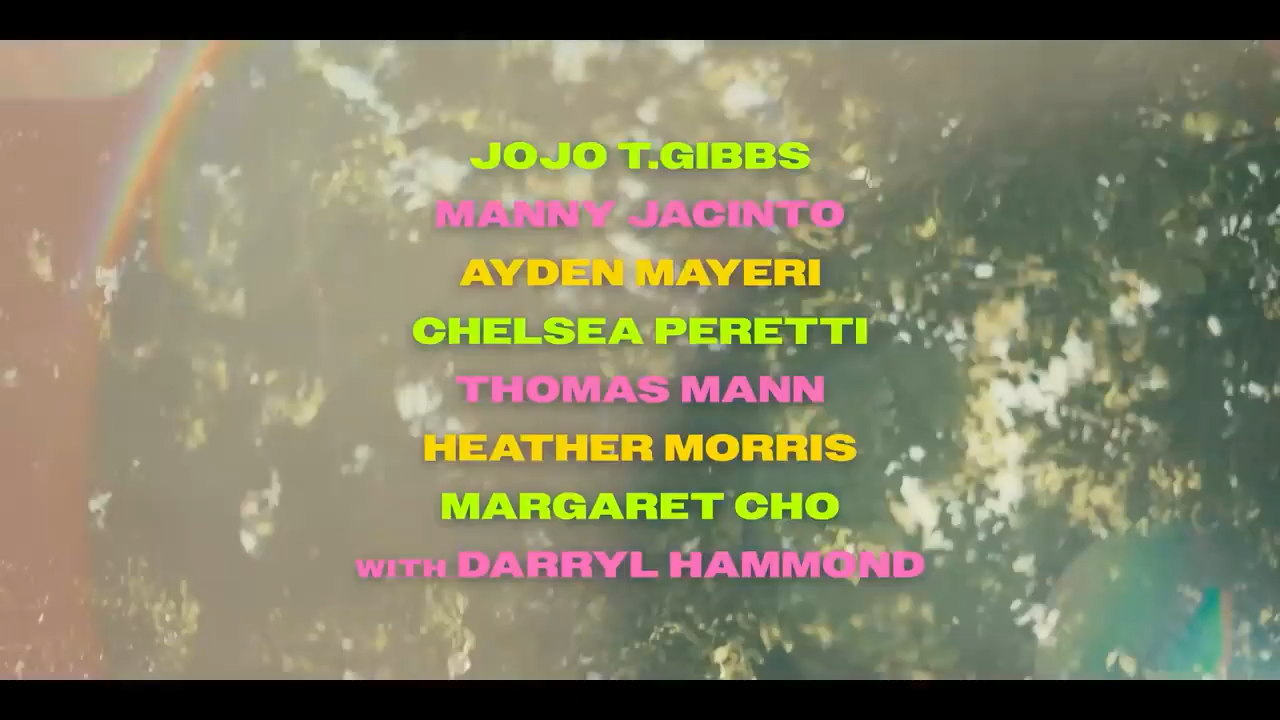 JOJO T.GIBBS
MANNY JACINTO
AYDEN MAYERI
CHELSEA PERETTI
THOMAS MANN
HEATHER MORRIS
MARGARET CHO
WITH DARRYL HAMMOND